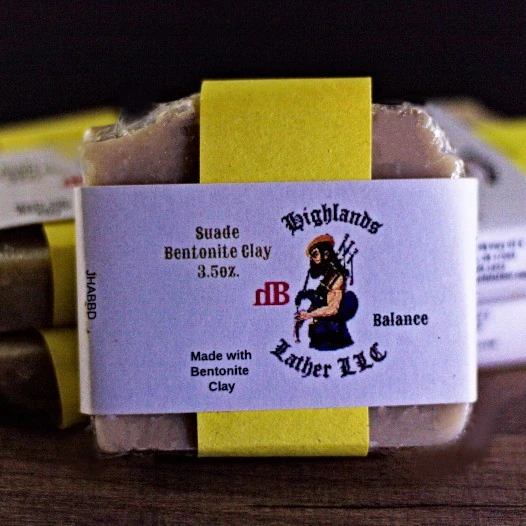 Suade
Bentonite Clay
3.5oz.
Highlands
dB
Balance
Lather LLC
Made with
Bentonite
Clay
JHABBD